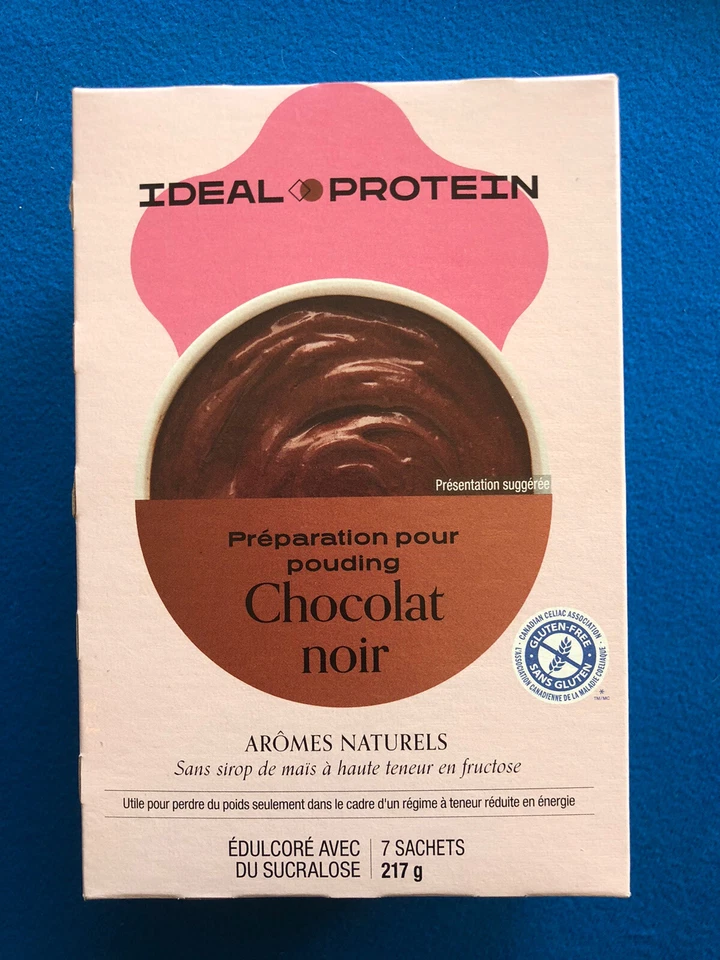 IDEAL PROTEIN
Présentation suggérée
Préparation pour
pouding
Chocolat
noir
CANADIAN CELIAC ASSOCIATION
GLUTEN-FREE
SANS GLUTEN
L'ASSOCIATION CANADIENNE DE LA MALADIE COELIAQUE
TM/MC
ARÔMES NATURELS
Sans sirop de maïs à haute teneur en fructose
Utile pour perdre du poids seulement dans le cadre d'un régime à teneur réduite en énergie
ÉDULCORÉ AVEC
DU SUCRALOSE
7 SACHETS
217 g